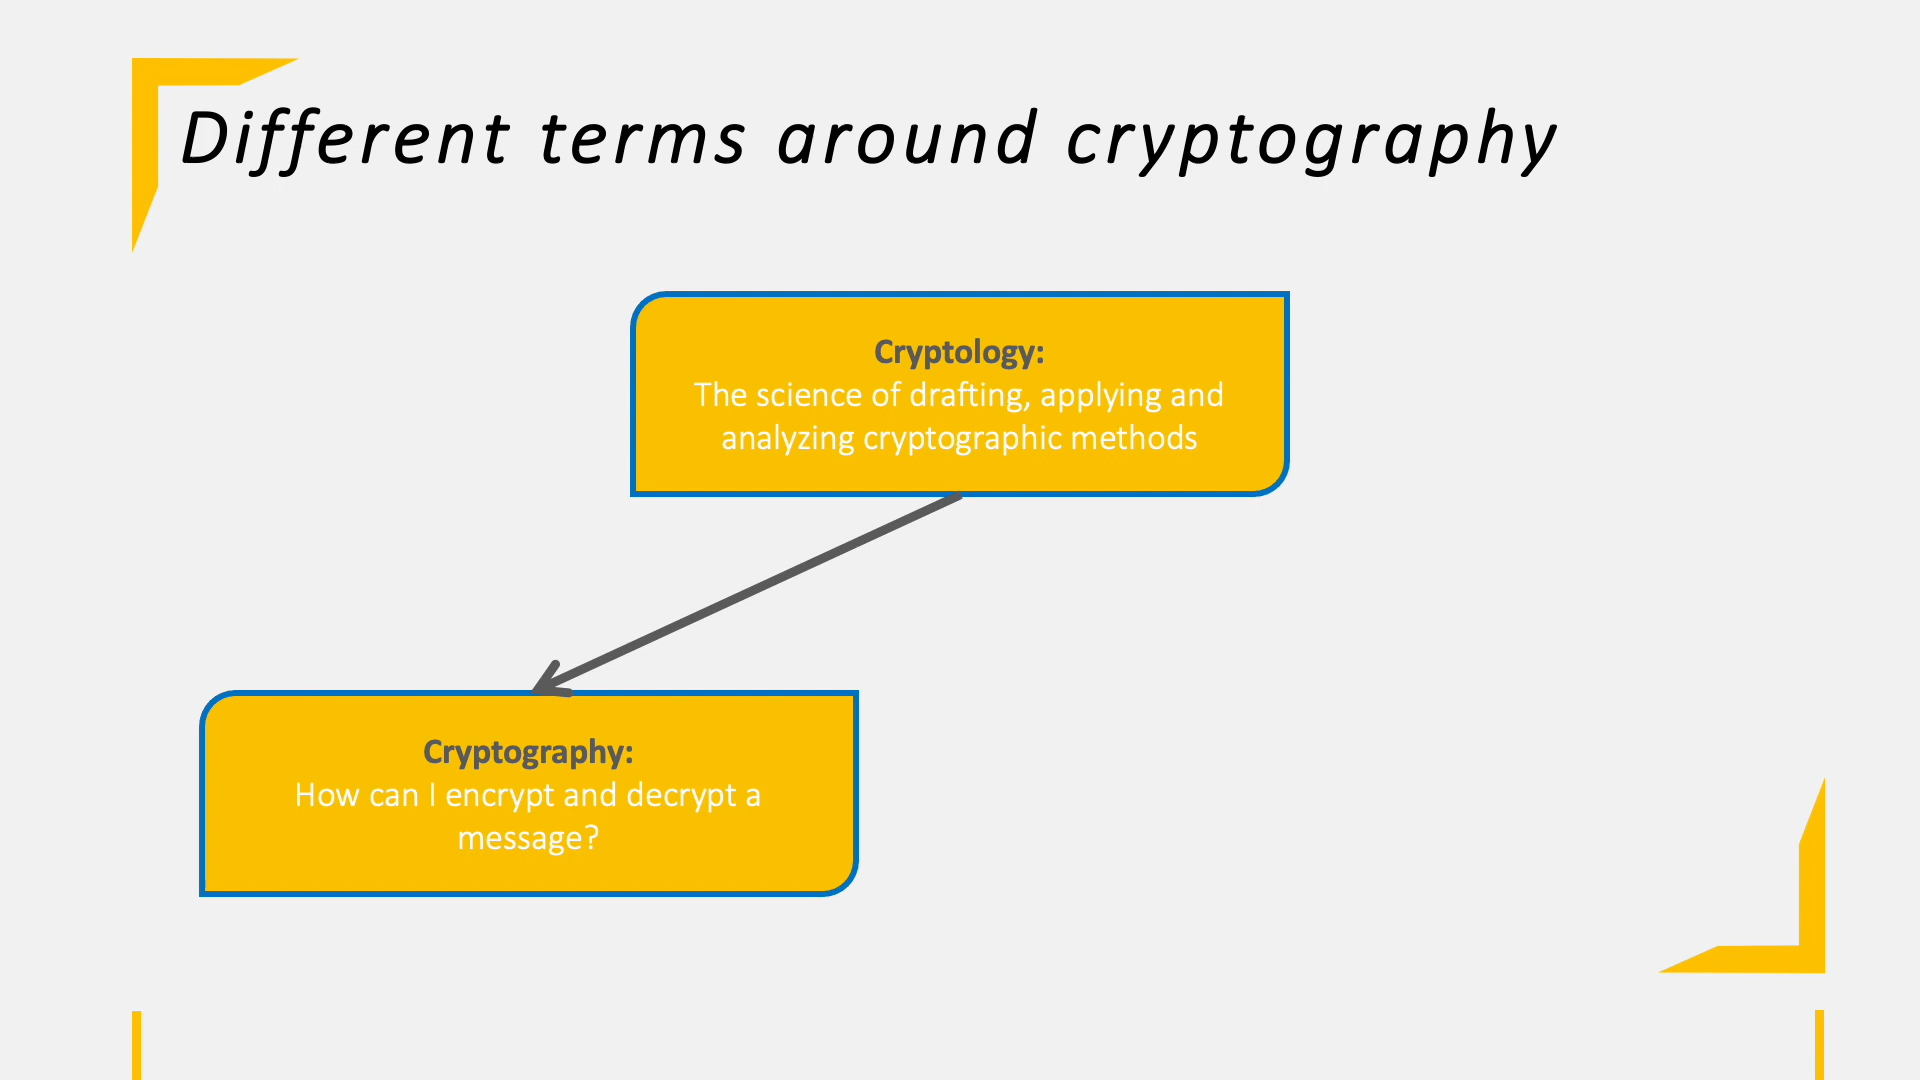 Different terms around cryptography
Cryptology:
The science of drafting, applying and
analyzing cryptographic methods
Cryptography:
How can I encrypt and decrypt a
message?